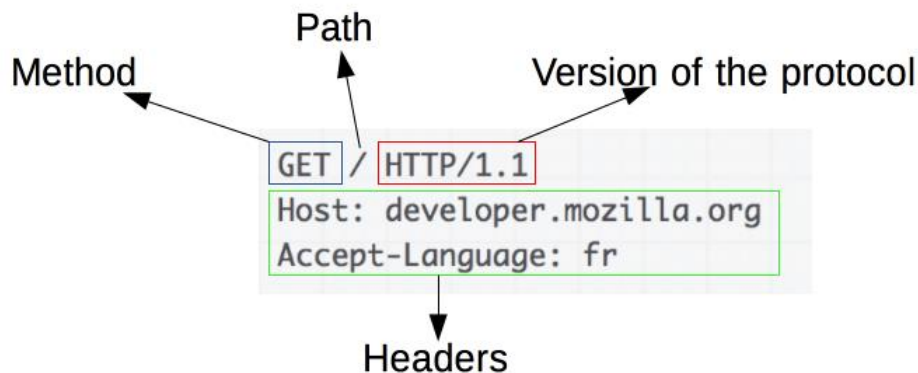 Path
Method
Version of the protocol
GET / HTTP/1.1
Host: developer.mozilla.org
Accept-Language: fr
Headers